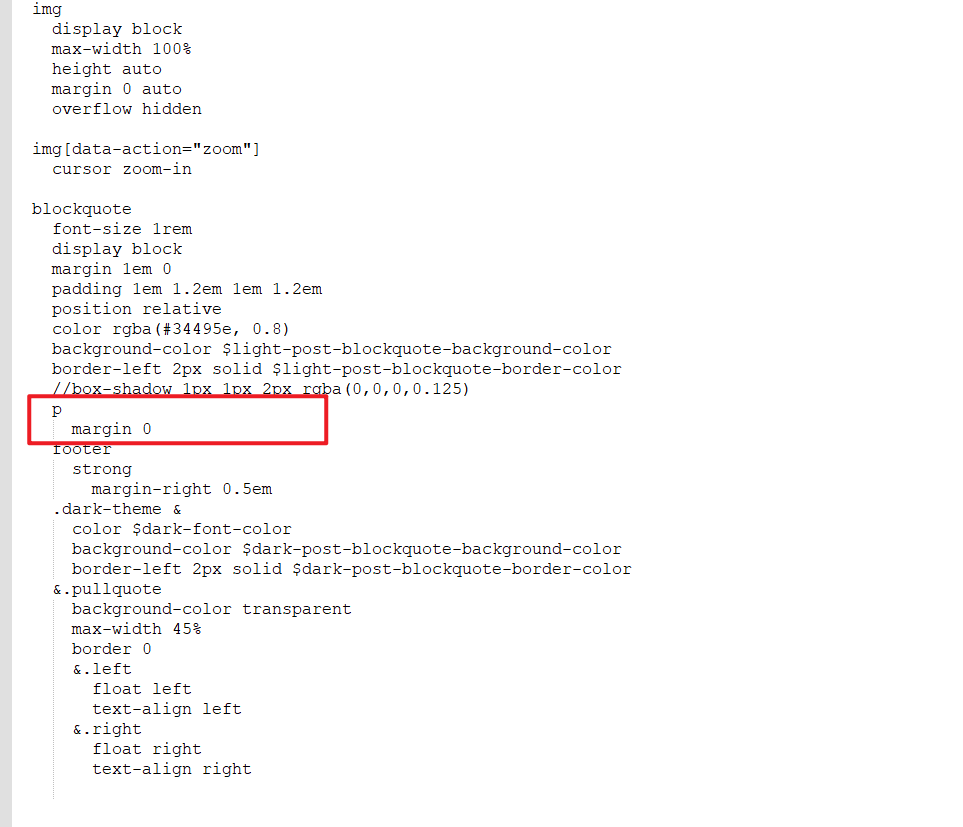 img
display block
max-width 100%
height auto
margin 0 auto
overflow hidden
img[data-action="zoom"]
cursor zoom-in
blockquote
font-size 1rem
display block
margin 1em 0
padding 1em 1.2em 1em 1.2em
position relative
color rgba(#34495e, 0.8)
background-color $light-post-blockquote-background-color
border-left 2px solid $light-post-blockquote-border-color
//box-shadow 1px 1px 2px rgba(0,0,0,0.125)
p
margin 0
footer
strong
margin-right 0.5em
.dark-theme &
color $dark-font-color
background-color $dark-post-blockquote-background-color
border-left 2px solid $dark-post-blockquote-border-color
&.pullquote
background-color transparent
max-width 45%
border 0
&.left
float left
text-align left
&.right
float right
text-align right